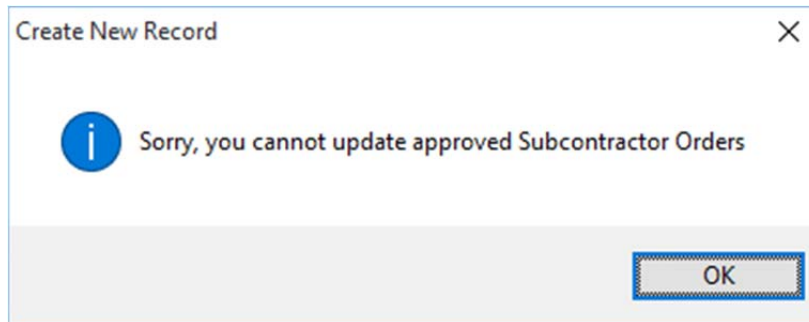 Create New Record
Sorry, you cannot update approved Subcontractor Orders
OK